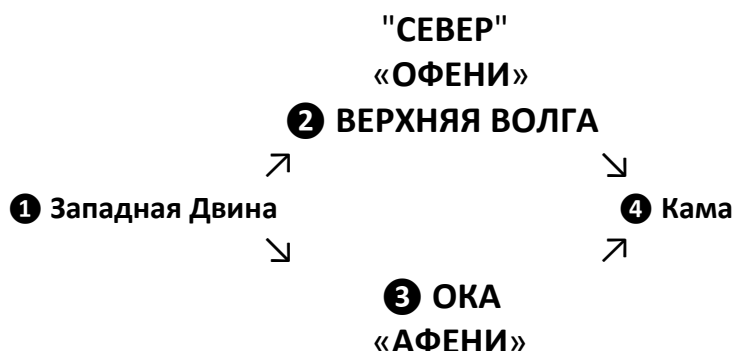 "СЕВЕР"
«ОФЕНИ»
❷ ВЕРХНЯЯ ВОЛГА
↗ ↘
❶ Западная Двина ❹ Кама
↘ ↗
❸ ОКА
«АФЕНИ»